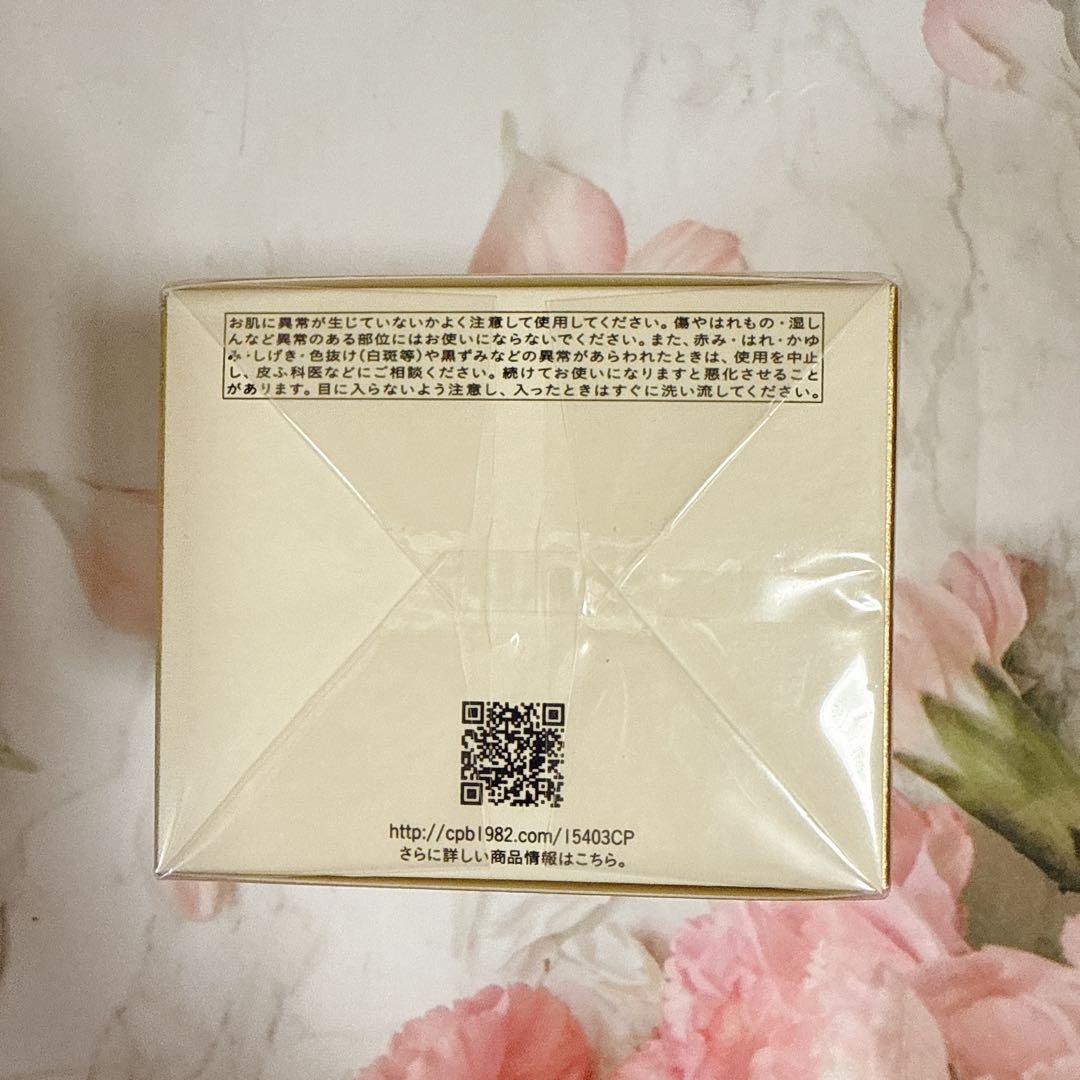 お肌に異常が生じていないかよく注意して使用してください。傷やはれもの・湿し
んなど異常のある部位にはお使いにならないでください。また、赤み・はれ・かゆ
み・しげき・色抜け(白斑等)や黒ずみなどの異常があらわれたときは、使用を中止
し、皮ふ科医などにご相談ください。続けてお使いになりますと悪化させること
があります。目に入らないよう注意し、入ったときはすぐに洗い流してください。
http://cpb1982.com/15403CP
さらに詳しい商品情報はこちら。